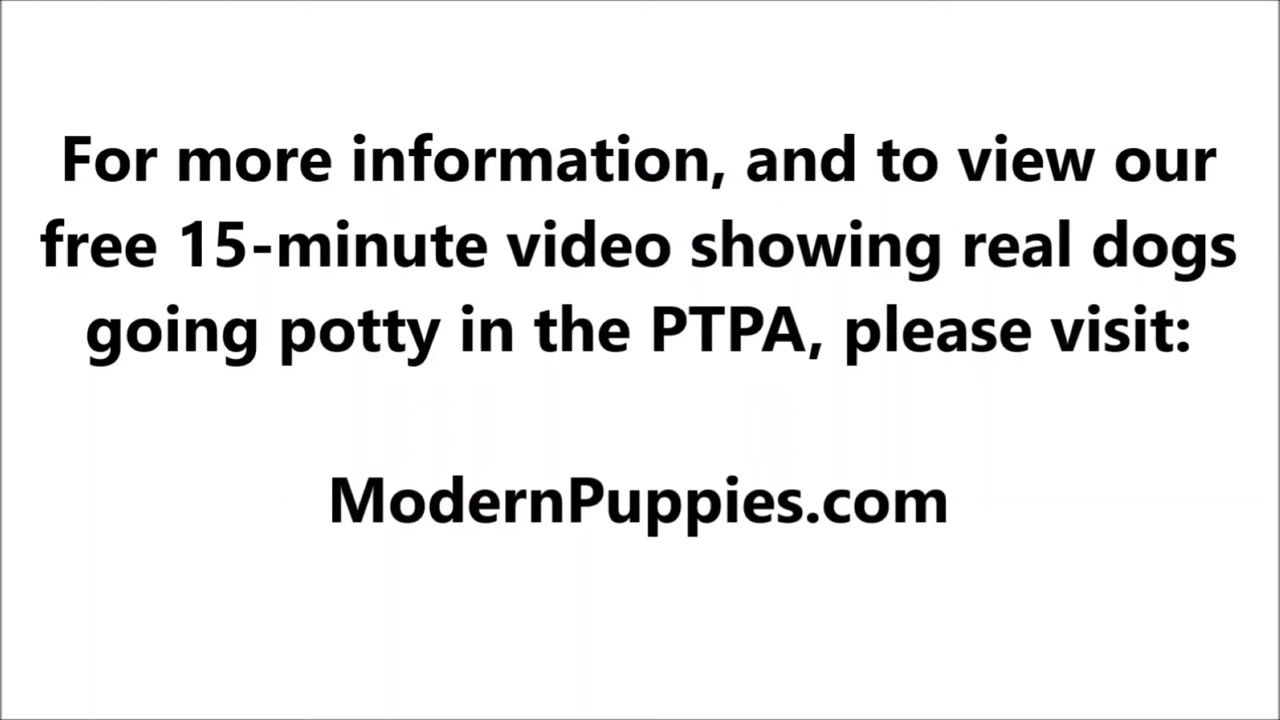 For more information, and to view our
free 15-minute video showing real dogs
going potty in the PTPA, please visit:
ModernPuppies.com